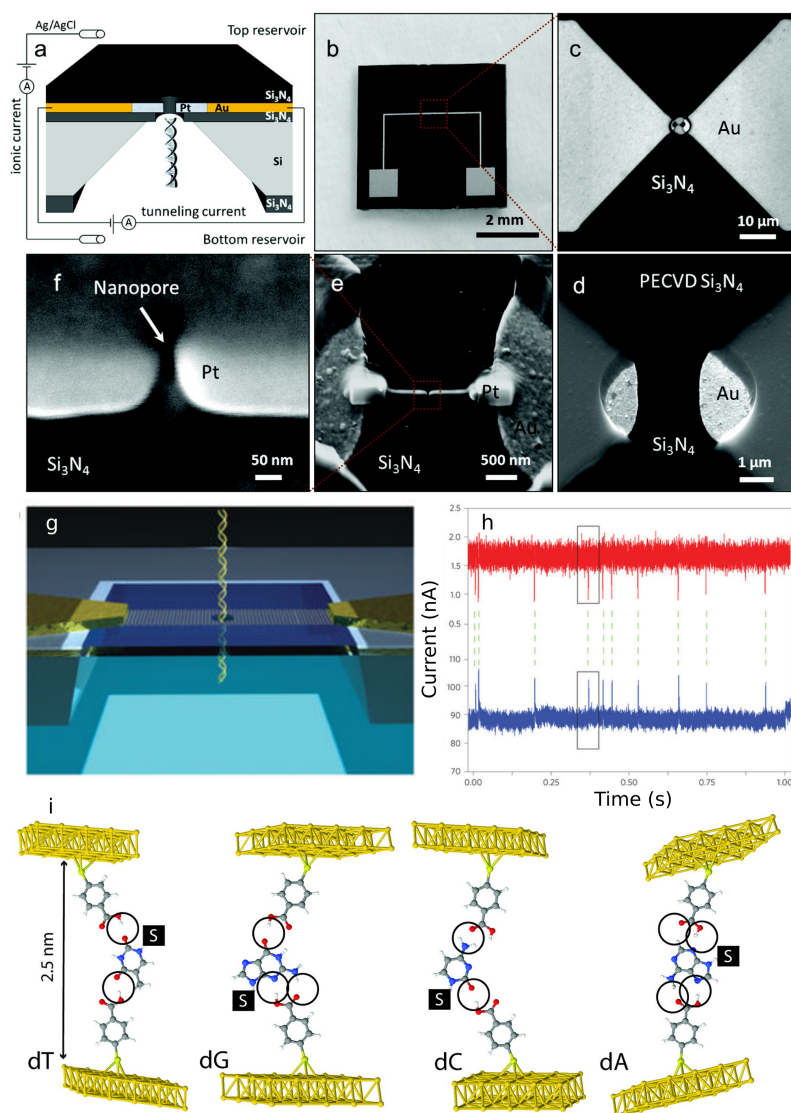 Ag/AgCl
Top reservoir
a
A
ionic current
Si₃N₄
Pt
Au
Si₃N₄
Si
Si₃N₄
tunneling current
A
Bottom reservoir
b
2 mm
c
Au
Si₃N₄
10 µm
f
Nanopore
Pt
Si₃N₄
50 nm
e
Pt
Au
Si₃N₄
500 nm
d
PECVD Si₃N₄
Au
Si₃N₄
1 µm
g
h
Current (nA)
2.5
2.0
1.5
1.0
0.5
110
100
90
80
70
0.00
0.25
0.50
0.75
1.00
Time (s)
i
2.5 nm
S
dT
S
dG
S
dC
S
dA